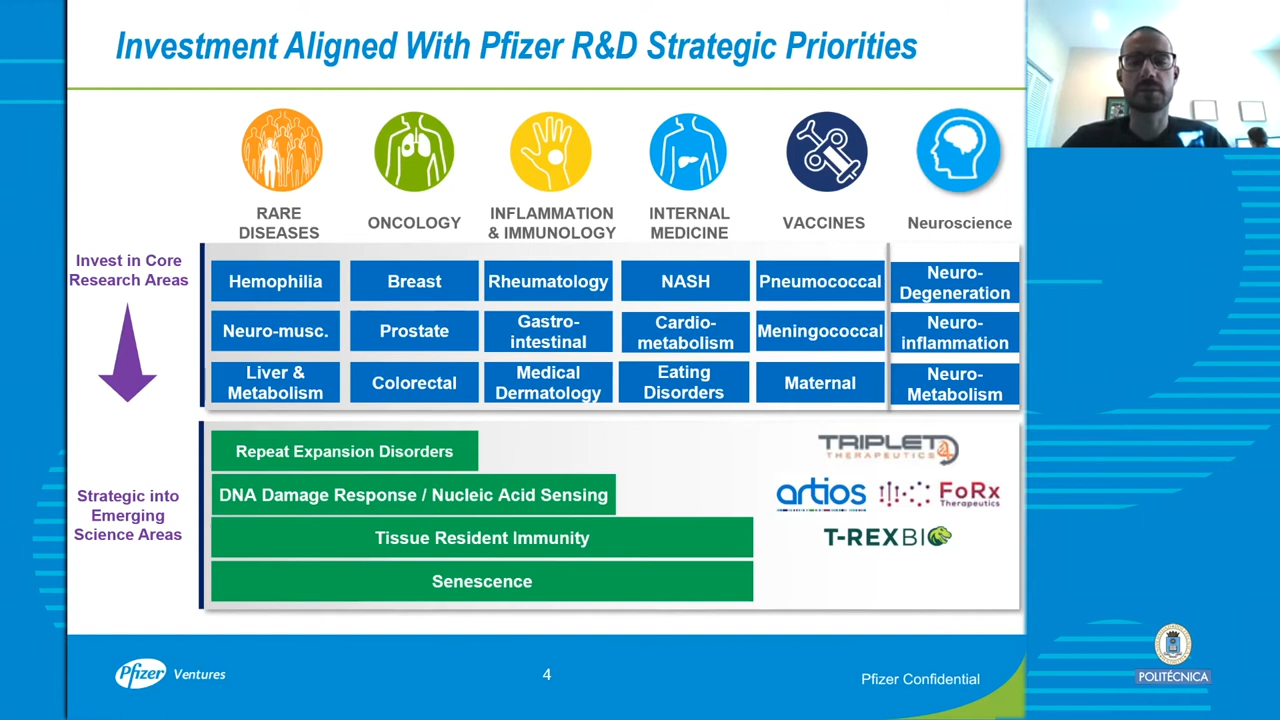 Investment Aligned With Pfizer R&D Strategic Priorities
RARE
DISEASES
ONCOLOGY
INFLAMMATION
& IMMUNOLOGY
INTERNAL
MEDICINE
VACCINES
Neuroscience
Invest in Core
Research Areas
Hemophilia
Breast
Rheumatology
NASH
Pneumococcal
Neuro-
Degeneration
Neuro-musc.
Prostate
Gastro-
intestinal
Cardio-
metabolism
Meningococcal
Neuro-
inflammation
Liver &
Metabolism
Colorectal
Medical
Dermatology
Eating
Disorders
Maternal
Neuro-
Metabolism
Strategic into
Emerging
Science Areas
Repeat Expansion Disorders
TRIPLET
THERAPEUTICS
DNA Damage Response / Nucleic Acid Sensing
artios
FoRx
Therapeutics
Tissue Resident Immunity
T-REXBIO
Senescence
Pfizer Ventures
4
Pfizer Confidential
POLITÉCNICA